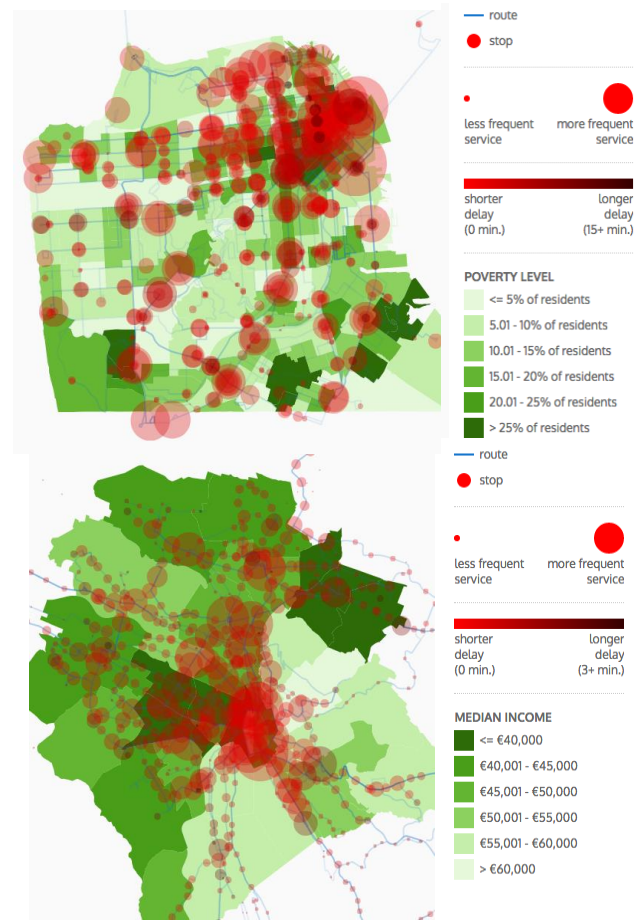 route
stop
less frequent more frequent
service service
shorter longer
delay delay
(0 min.) (15+ min.)
POVERTY LEVEL
<= 5% of residents
5.01 - 10% of residents
10.01 - 15% of residents
15.01 - 20% of residents
20.01 - 25% of residents
> 25% of residents
route
stop
less frequent more frequent
service service
shorter longer
delay delay
(0 min.) (3+ min.)
MEDIAN INCOME
<= €40,000
€40,001 - €45,000
€45,001 - €50,000
€50,001 - €55,000
€55,001 - €60,000
> €60,000